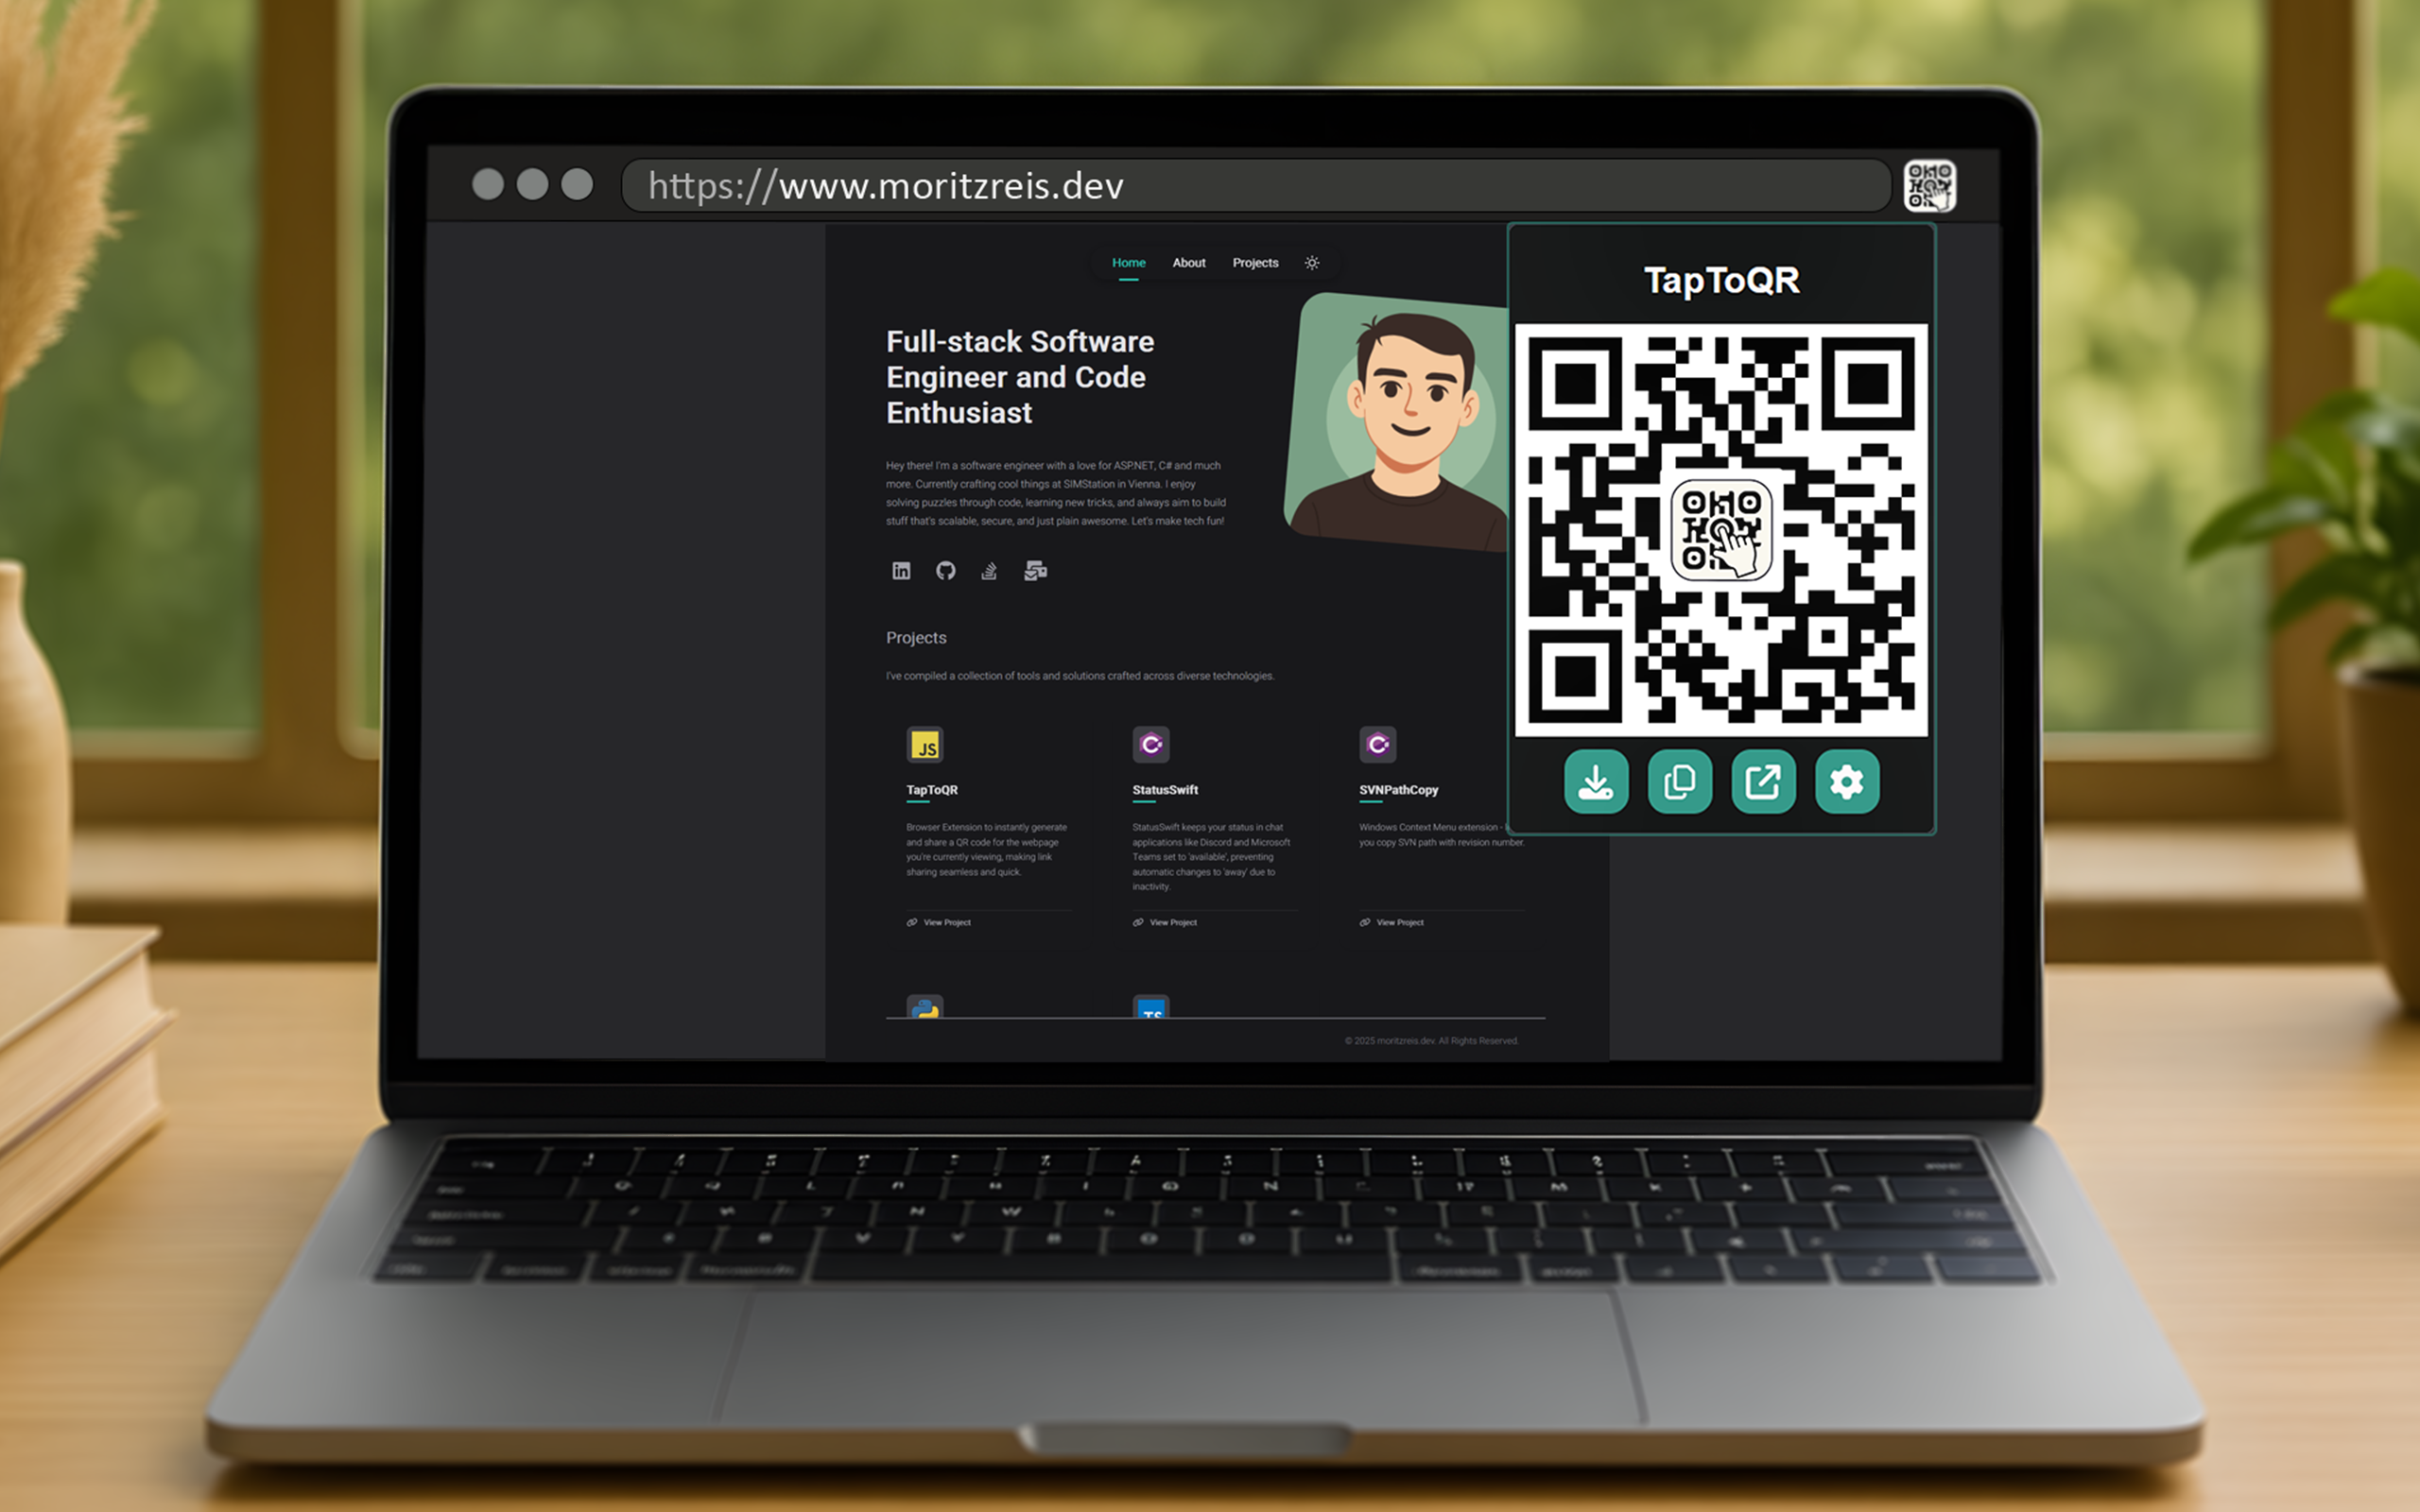 https://www.moritzreis.dev
Home About Projects
TapToQR
Full-stack Software
Engineer and Code
Enthusiast
Hey there! I'm a software engineer with a love for ASP.NET, C# and much
more. Currently crafting cool things at SIMStation in Vienna. I enjoy
solving puzzles through code, learning new tricks, and always aim to build
stuff that's scalable, secure, and just plain awesome. Let's make tech fun!
in
Projects
I've compiled a collection of tools and solutions crafted across diverse technologies.
JS
C
C
TapToQR
Browser Extension to instantly generate
and share a QR code for the webpage
you're currently viewing, making link
sharing seamless and quick.
View Project
StatusSwift
StatusSwift keeps your status in chat
applications like Discord and Microsoft
Teams set to 'available', preventing
automatic changes to 'away' due to
inactivity.
View Project
SVNPathCopy
Windows Context Menu extension -
you copy SVN path with revision number.
View Project
TS
© 2025 moritzreis.dev. All Rights Reserved.